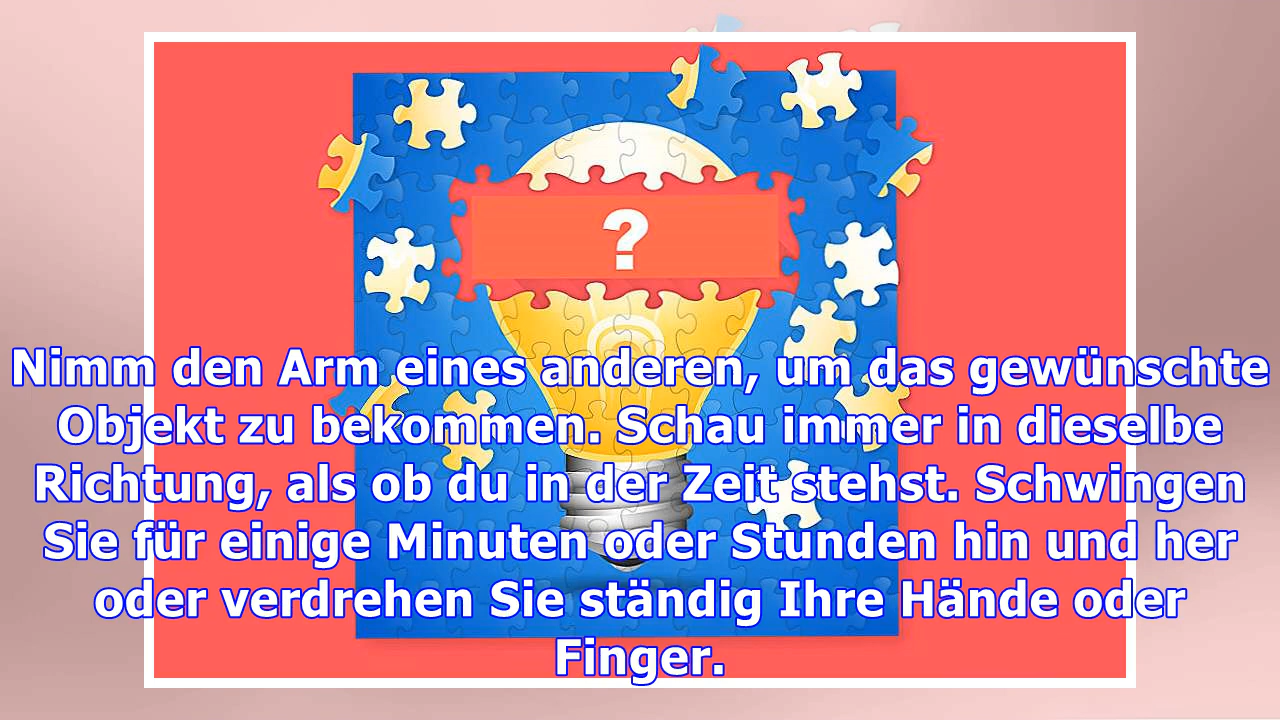 ?
Nimm den Arm eines anderen, um das gewünschte
Objekt zu bekommen. Schau immer in dieselbe
Richtung, als ob du in der Zeit stehst. Schwingen
Sie für einige Minuten oder Stunden hin und her
oder verdrehen Sie ständig Ihre Hände oder
Finger.